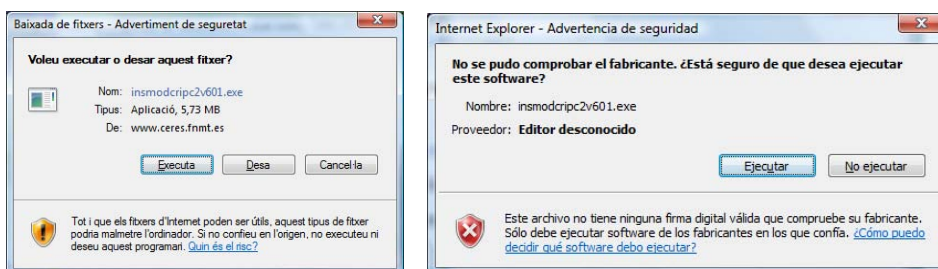 Baixada de fitxers - Advertiment de seguretat
Voleu executar o desar aquest fitxer?
Nom: insmodcripc2v601.exe
Tipus: Aplicació, 5,73 MB
De: www.ceres.fnmt.es
Executa Desa Cancel·la
Tot i que els fitxers d'Internet poden ser útils, aquest tipus de fitxer
podria malmetre l'ordinador. Si no confieu en l'origen, no executeu ni
deseu aquest programari. Quin és el risc?
Internet Explorer - Advertencia de seguridad
No se pudo comprobar el fabricante. ¿Está seguro de que desea ejecutar
este software?
Nombre: insmodcripc2v601.exe
Proveedor: Editor desconocido
Ejecutar No ejecutar
Este archivo no tiene ninguna firma digital válida que compruebe su fabricante.
Sólo debe ejecutar software de los fabricantes en los que confía. ¿Cómo puedo
decidir qué software debo ejecutar?